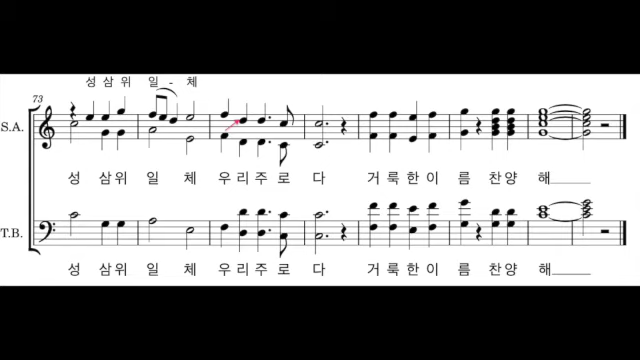 성 삼 위 일 - 체
73
S.A.
성 삼 위 일 체 우 리 주 로 다 거 룩 한 이 름 찬 양 해
T.B.
성 삼 위 일 체 우 리 주 로 다 거 룩 한 이 름 찬 양 해